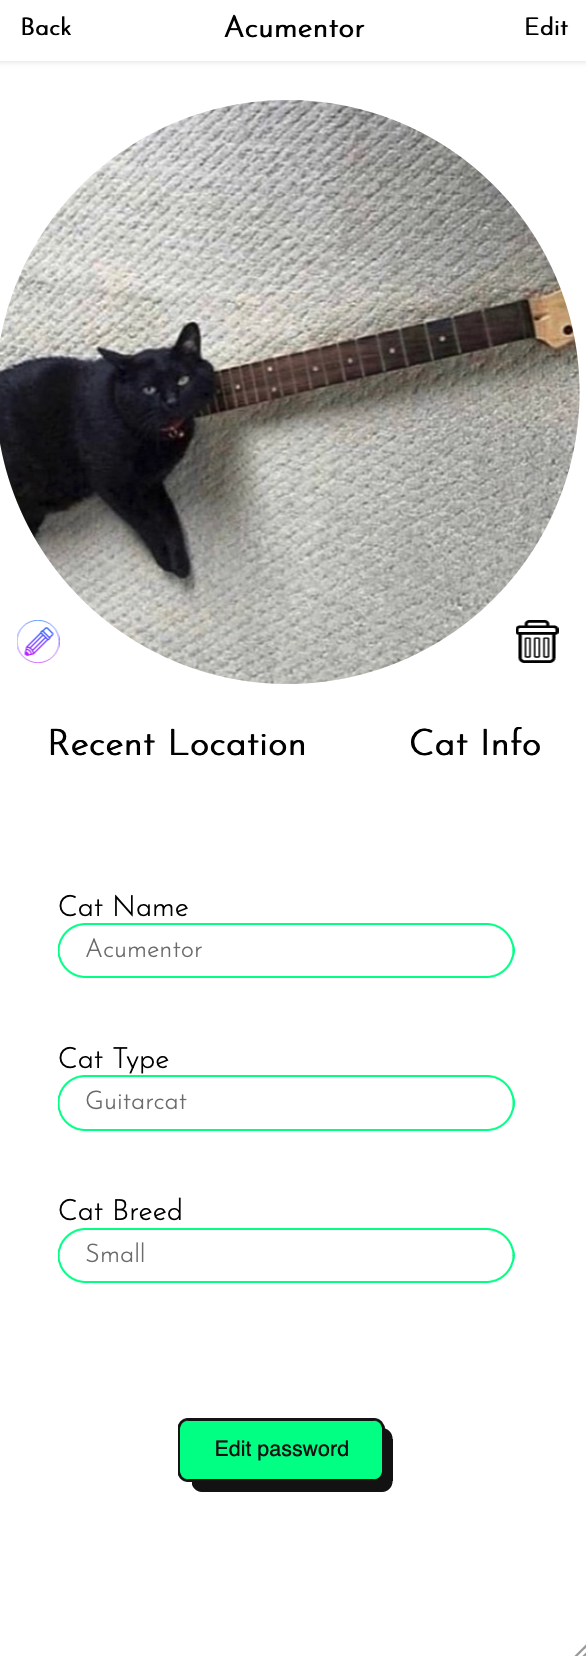 Back Acumentor Edit
Recent Location Cat Info
Cat Name
Acumentor
Cat Type
Guitarcat
Cat Breed
Small
Edit password